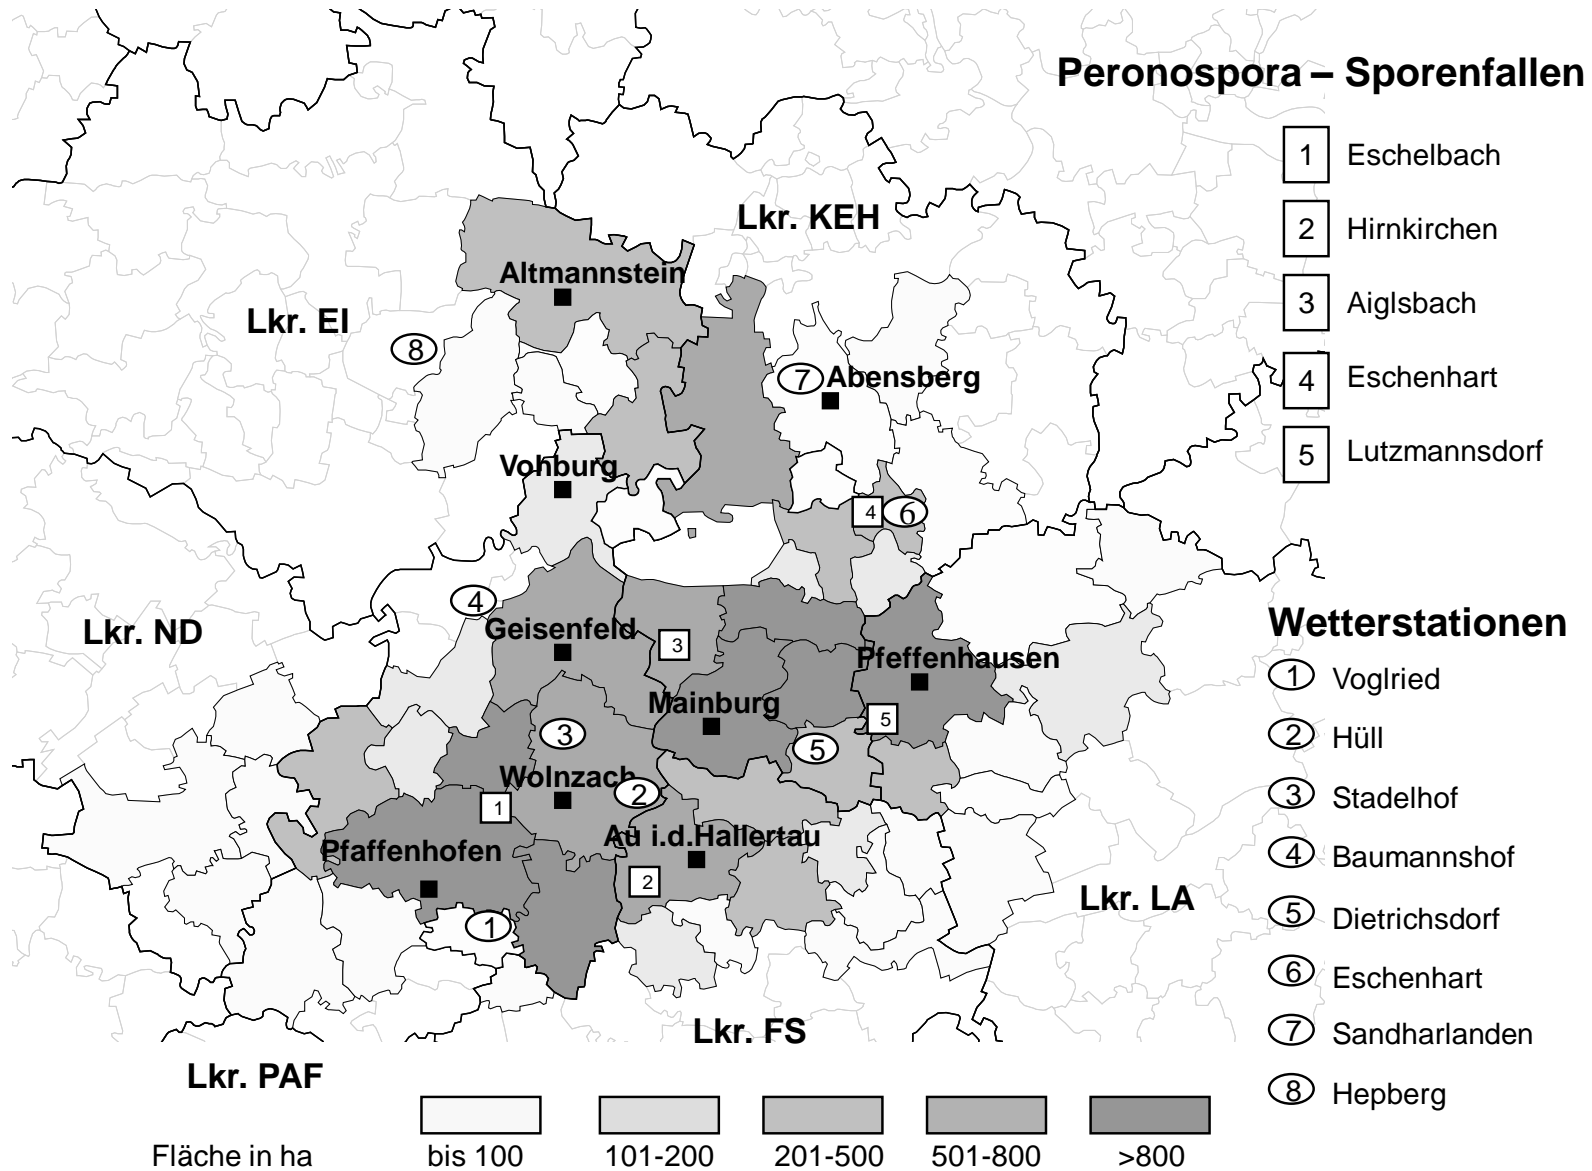 Peronospora – Sporenfallen
1 Eschelbach
2 Hirnkirchen
3 Aiglsbach
4 Eschenhart
5 Lutzmannsdorf
Lkr. KEH
Altmannstein
Lkr. EI
8
7 Abensberg
Vohburg
4 6
4
Lkr. ND
Geisenfeld
3
Pfeffenhausen
Mainburg
5
3
5
Wolnzach
2
1
Au i.d.Hallertau
Pfaffenhofen
2
1
Lkr. LA
Lkr. FS
Lkr. PAF
Wetterstationen
1 Voglried
2 Hüll
3 Stadelhof
4 Baumannshof
5 Dietrichsdorf
6 Eschenhart
7 Sandharlanden
8 Hepberg
Fläche in ha bis 100 101-200 201-500 501-800 >800